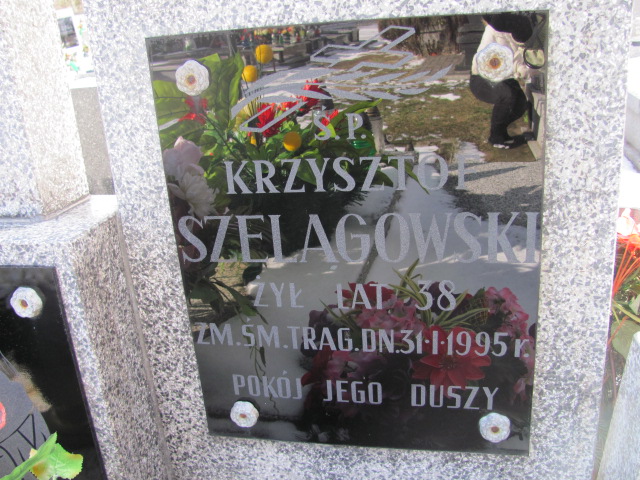 Ś P
KRZYSZTOF
SZELĄGOWSKI
ŻYŁ LAT 38
ZM. ŚM. TRAG. DN. 31·I·1995 r.
POKÓJ JEGO DUSZY